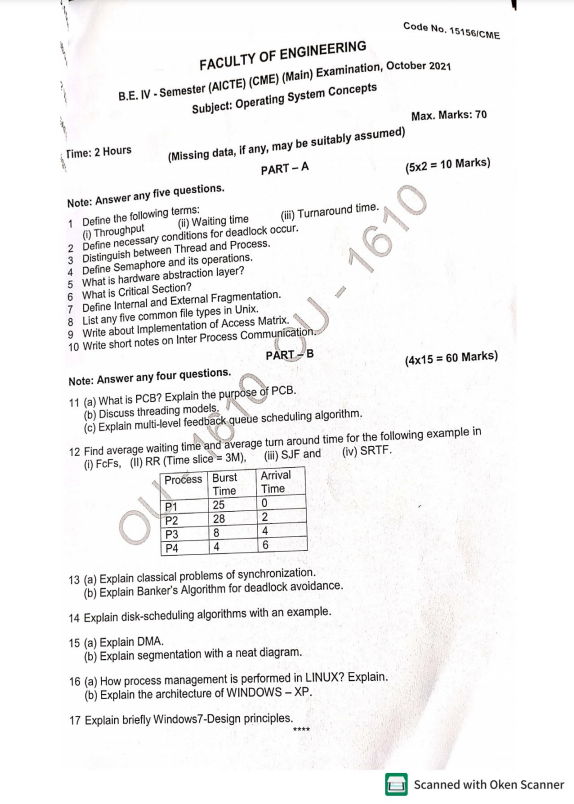 Code No. 15156/CME
FACULTY OF ENGINEERING
B.E. IV - Semester (AICTE) (CME) (Main) Examination, October 2021
Subject: Operating System Concepts
Time: 2 Hours
Max. Marks: 70
(Missing data, if any, may be suitably assumed)
PART – A
(5x2 = 10 Marks)
Note: Answer any five questions.
1 Define the following terms:
(i) Throughput (ii) Waiting time (iii) Turnaround time.
2 Define necessary conditions for deadlock occur.
3 Distinguish between Thread and Process.
4 Define Semaphore and its operations.
5 What is hardware abstraction layer?
6 What is Critical Section?
7 Define Internal and External Fragmentation.
8 List any five common file types in Unix.
9 Write about Implementation of Access Matrix.
10 Write short notes on Inter Process Communication.
PART – B
(4x15 = 60 Marks)
Note: Answer any four questions.
11 (a) What is PCB? Explain the purpose of PCB.
(b) Discuss threading models.
(c) Explain multi-level feedback queue scheduling algorithm.
12 Find average waiting time and average turn around time for the following example in
(i) FcFs, (II) RR (Time slice = 3M), (iii) SJF and (iv) SRTF.
Process Burst Time Arrival Time
P1 25 0
P2 28 2
P3 8 4
P4 4 6
13 (a) Explain classical problems of synchronization.
(b) Explain Banker's Algorithm for deadlock avoidance.
14 Explain disk-scheduling algorithms with an example.
15 (a) Explain DMA.
(b) Explain segmentation with a neat diagram.
16 (a) How process management is performed in LINUX? Explain.
(b) Explain the architecture of WINDOWS – XP.
17 Explain briefly Windows7-Design principles.
****
OU - 1610 OU - 1610
Scanned with Oken Scanner